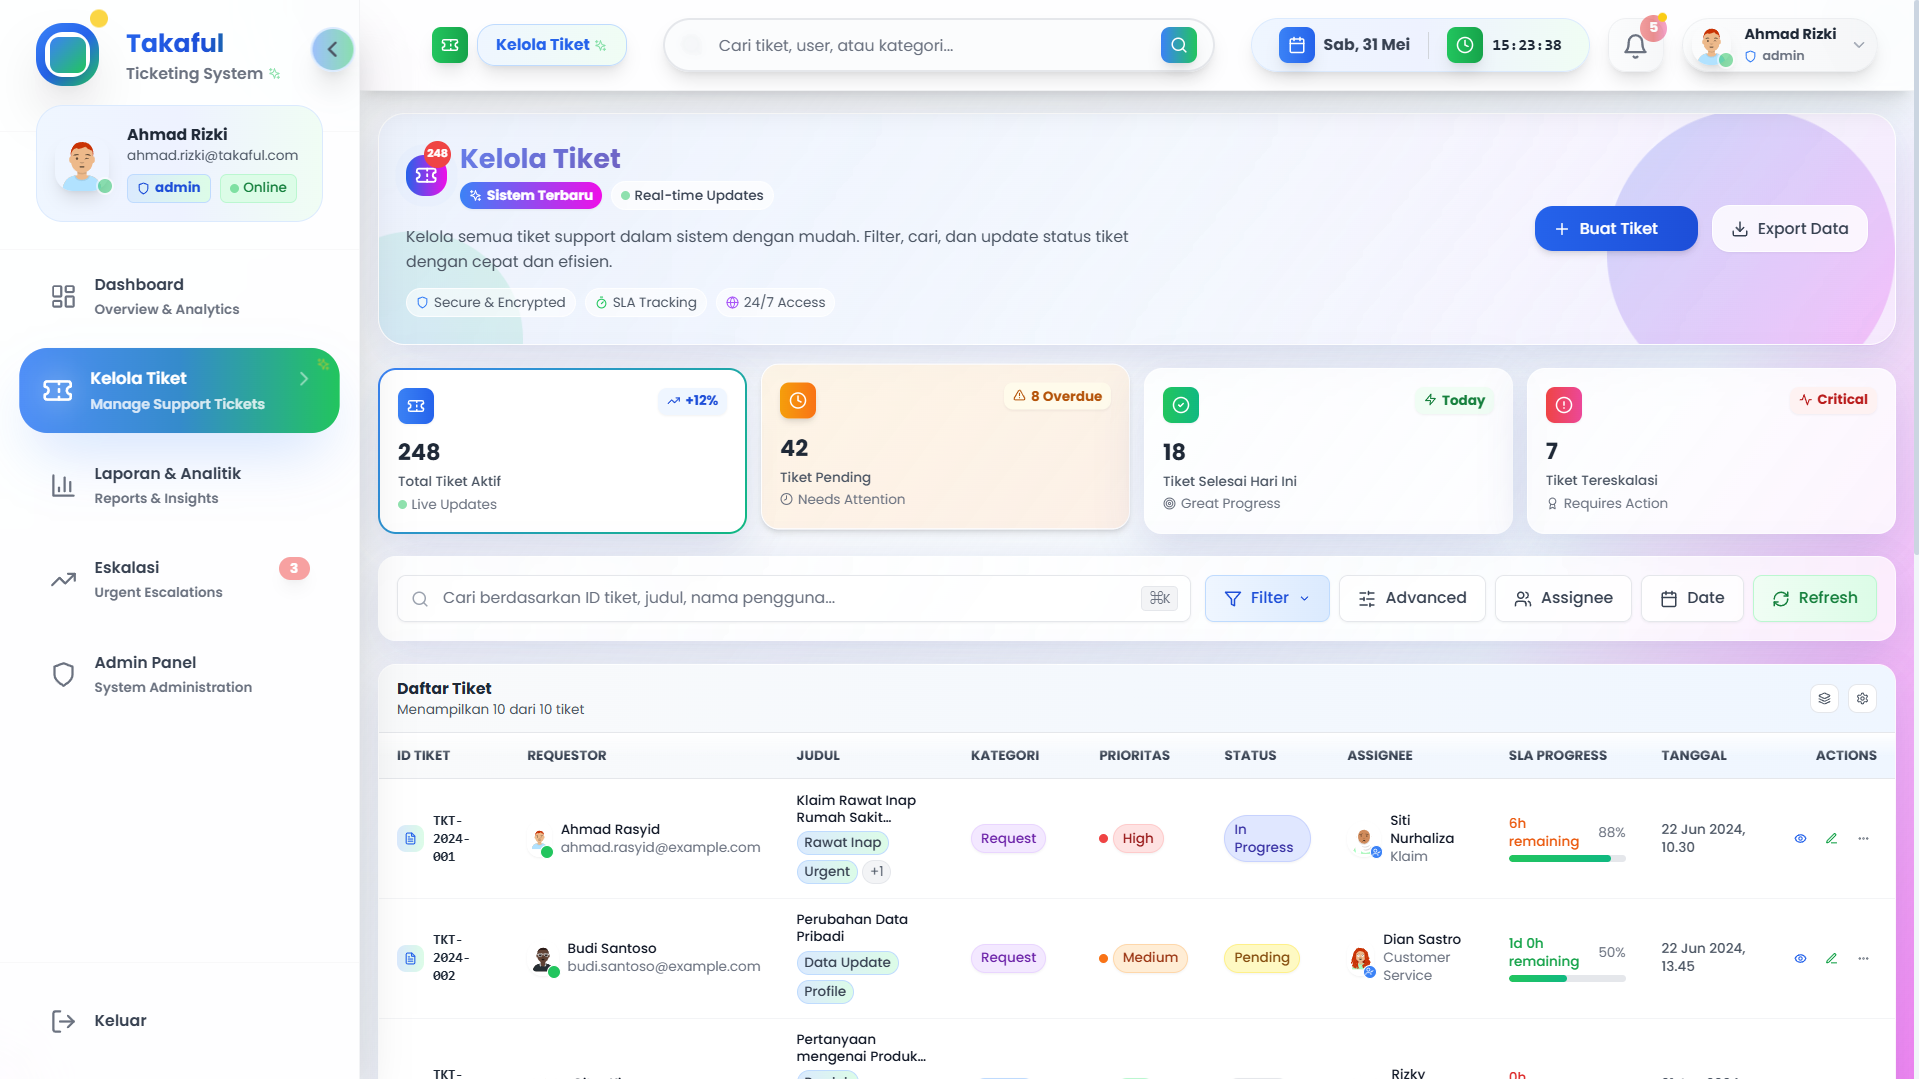 Takaful
Ticketing System
Ahmad Rizki
ahmad.rizki@takaful.com
admin
Online
Dashboard
Overview & Analytics
Kelola Tiket
Manage Support Tickets
Laporan & Analitik
Reports & Insights
Eskalasi
Urgent Escalations
3
Admin Panel
System Administration
Keluar
Kelola Tiket
Cari tiket, user, atau kategori...
Sab, 31 Mei
15:23:38
5
Ahmad Rizki
admin
248
Kelola Tiket
Sistem Terbaru
Real-time Updates
Kelola semua tiket support dalam sistem dengan mudah. Filter, cari, dan update status tiket
dengan cepat dan efisien.
Secure & Encrypted
SLA Tracking
24/7 Access
Buat Tiket
Export Data
+12%
248
Total Tiket Aktif
Live Updates
8 Overdue
42
Tiket Pending
Needs Attention
Today
18
Tiket Selesai Hari Ini
Great Progress
Critical
7
Tiket Tereskalasi
Requires Action
Cari berdasarkan ID tiket, judul, nama pengguna...
⌘K
Filter
Advanced
Assignee
Date
Refresh
Daftar Tiket
Menampilkan 10 dari 10 tiket
ID TIKET REQUESTOR JUDUL KATEGORI PRIORITAS STATUS ASSIGNEE SLA PROGRESS TANGGAL ACTIONS
TKT-
2024-
001
Ahmad Rasyid
ahmad.rasyid@example.com
Klaim Rawat Inap
Rumah Sakit...
Rawat Inap
Urgent +1
Request
High
In
Progress
Siti
Nurhaliza
Klaim
6h
remaining
88%
22 Jun 2024,
10.30
TKT-
2024-
002
Budi Santoso
budi.santoso@example.com
Perubahan Data
Pribadi
Data Update
Profile
Request
Medium
Pending
Dian Sastro
Customer
Service
1d 0h
remaining
50%
22 Jun 2024,
13.45
TKT-
Pertanyaan
mengenai Produk...
Rizky
0h